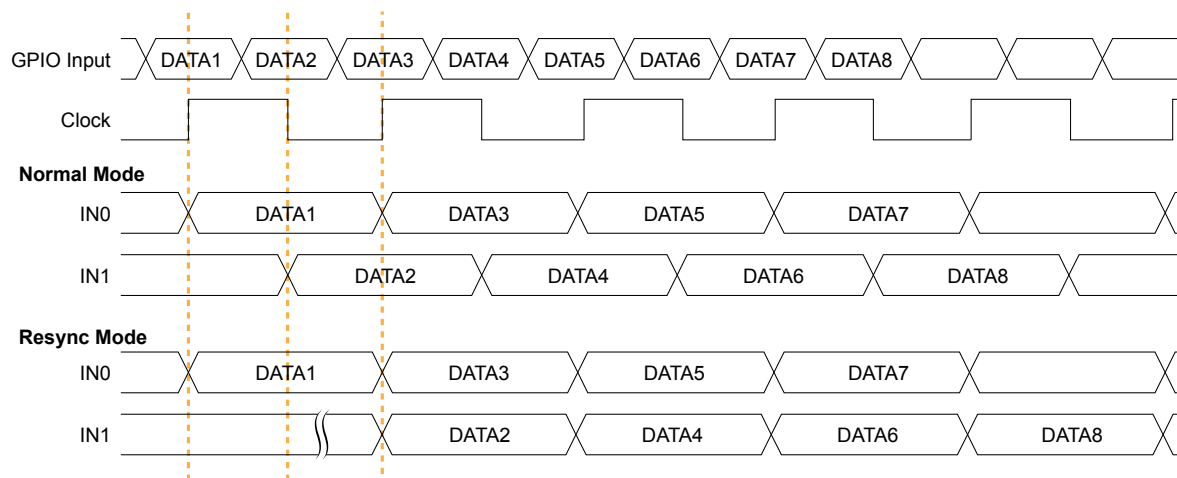 GPIO Input DATA1 DATA2 DATA3 DATA4 DATA5 DATA6 DATA7 DATA8
Clock
Normal Mode
IN0 DATA1 DATA3 DATA5 DATA7
IN1 DATA2 DATA4 DATA6 DATA8
Resync Mode
IN0 DATA1 DATA3 DATA5 DATA7
IN1 DATA2 DATA4 DATA6 DATA8